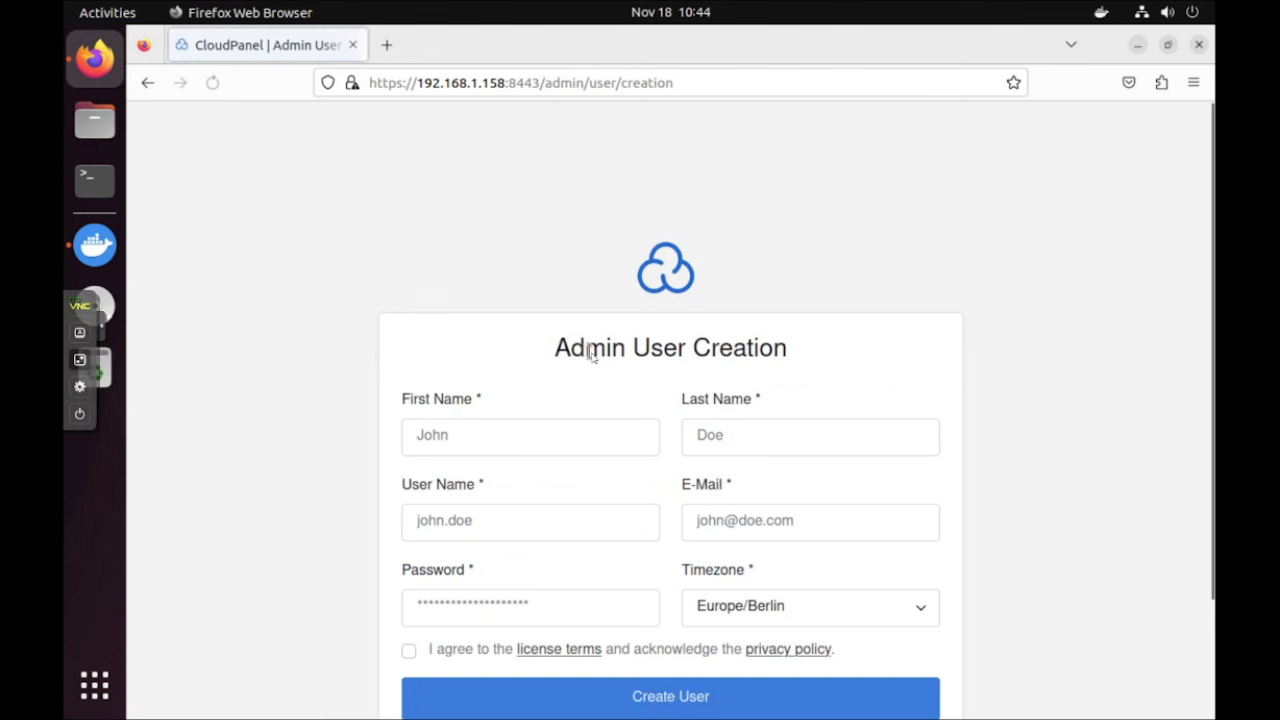 Activities
Firefox Web Browser
Nov 18 10:44
CloudPanel | Admin User
https://192.168.1.158:8443/admin/user/creation
VNC
Admin User Creation
First Name *
Last Name *
John
Doe
User Name *
E-Mail *
john.doe
john@doe.com
Password *
Timezone *
********************
Europe/Berlin
I agree to the license terms and acknowledge the privacy policy.
Create User